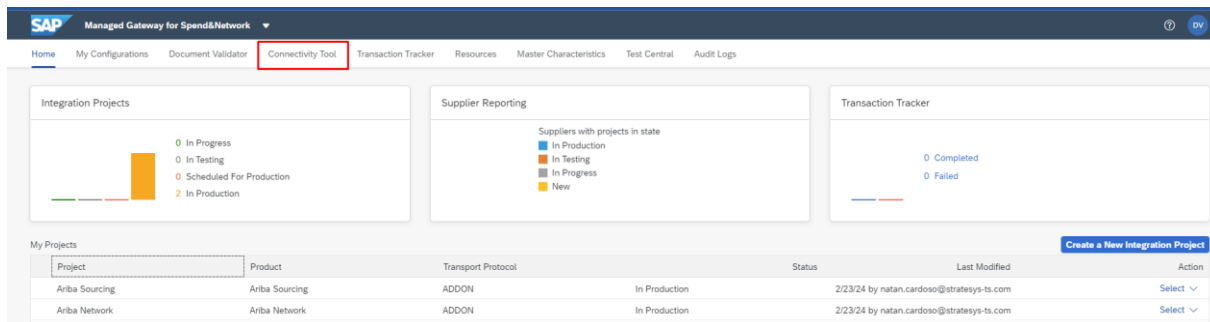 SAP Managed Gateway for Spend&Network DV
Home My Configurations Document Validator Connectivity Tool Transaction Tracker Resources Master Characteristics Test Central Audit Logs
Integration Projects
0 In Progress
0 In Testing
0 Scheduled For Production
2 In Production
Supplier Reporting
Suppliers with projects in state
In Production
In Testing
In Progress
New
Transaction Tracker
0 Completed
0 Failed
My Projects Create a New Integration Project
Project Product Transport Protocol Status Last Modified Action
Ariba Sourcing Ariba Sourcing ADDON In Production 2/23/24 by natan.cardoso@stratesys-ts.com Select
Ariba Network Ariba Network ADDON In Production 2/23/24 by natan.cardoso@stratesys-ts.com Select